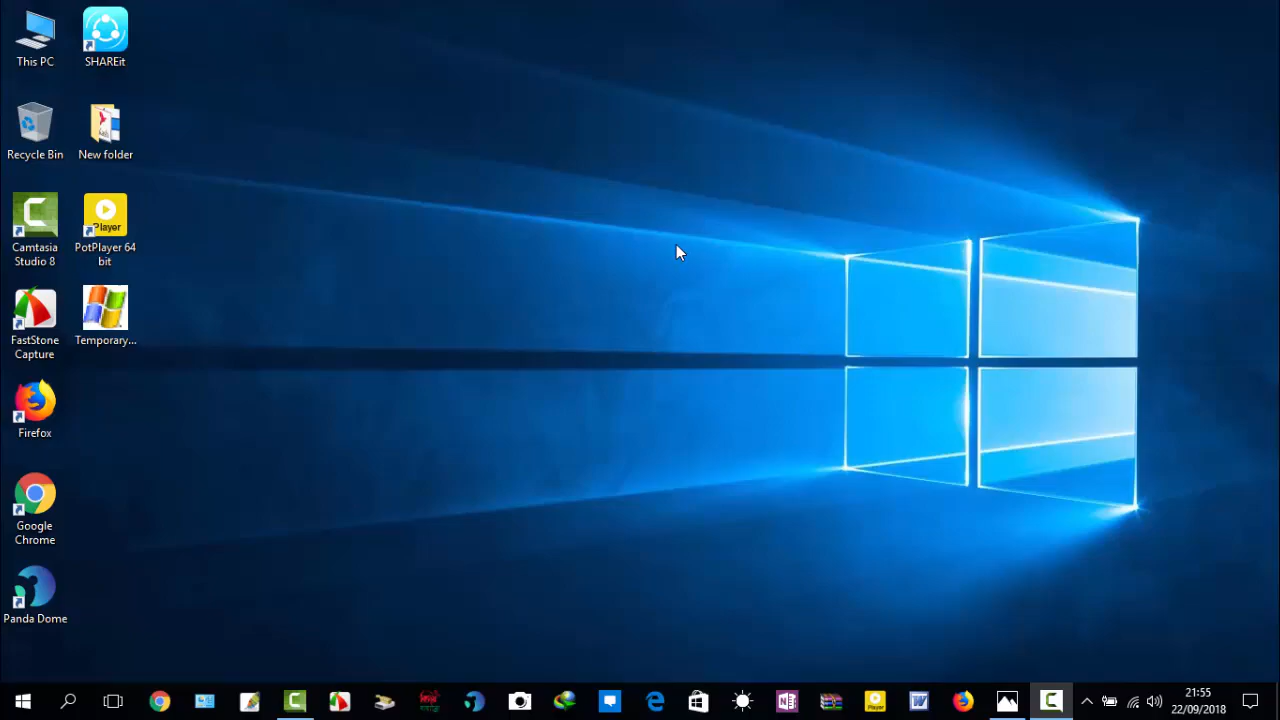 This PC
SHAREit
Recycle Bin
New folder
Camtasia
Studio 8
Player
PotPlayer 64
bit
FastStone
Capture
Temporary...
Firefox
Google
Chrome
Panda Dome
21:55
22/09/2018